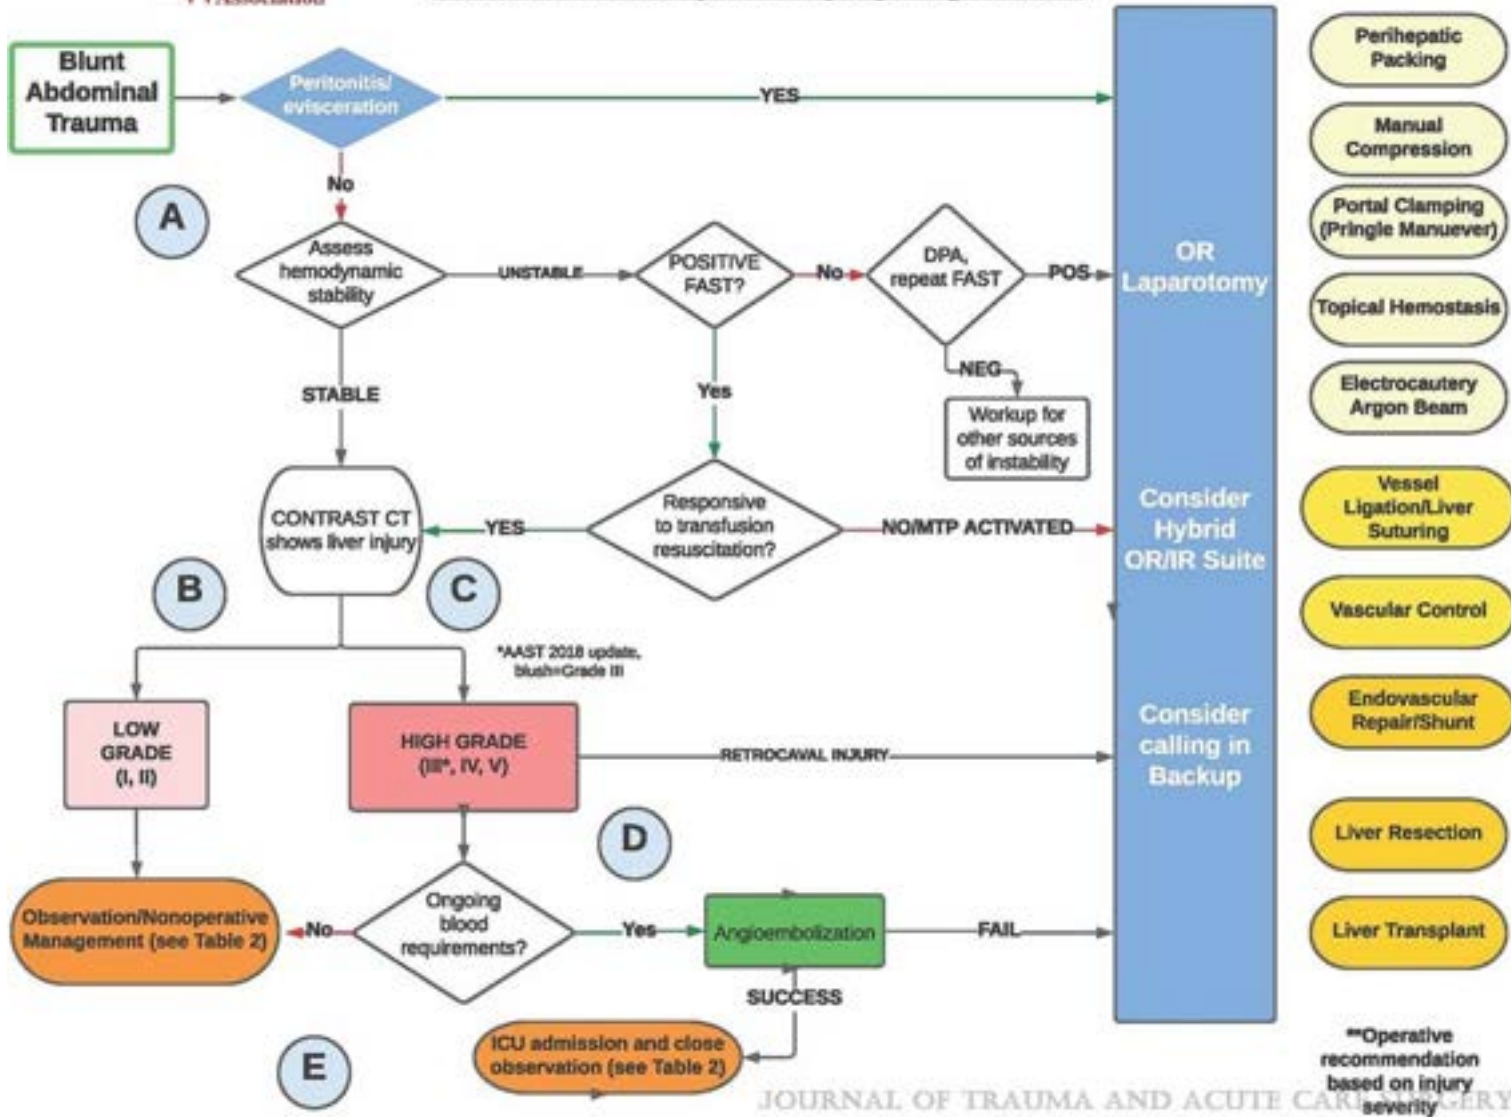 Association
Blunt
Abdominal
Trauma
Peritonitis/
evisceration
YES
No
A
Assess
hemodynamic
stability
UNSTABLE
POSITIVE
FAST?
No
DPA,
repeat FAST
POS
NEG
Workup for
other sources
of instability
STABLE
Yes
CONTRAST CT
shows liver injury
YES
Responsive
to transfusion
resuscitation?
NO/MTP ACTIVATED
B
C
*AAST 2018 update,
blush=Grade III
LOW
GRADE
(I, II)
HIGH GRADE
(III*, IV, V)
RETROCAVAL INJURY
D
Observation/Nonoperative
Management (see Table 2)
No
Ongoing
blood
requirements?
Yes
Angioembolization
FAIL
SUCCESS
ICU admission and close
observation (see Table 2)
E
OR
Laparotomy
Consider
Hybrid
OR/IR Suite
Consider
calling in
Backup
Perihepatic
Packing
Manual
Compression
Portal Clamping
(Pringle Manuever)
Topical Hemostasis
Electrocautery
Argon Beam
Vessel
Ligation/Liver
Suturing
Vascular Control
Endovascular
Repair/Shunt
Liver Resection
Liver Transplant
**Operative
recommendation
based on injury
severity
JOURNAL OF TRAUMA AND ACUTE CARE SURGERY